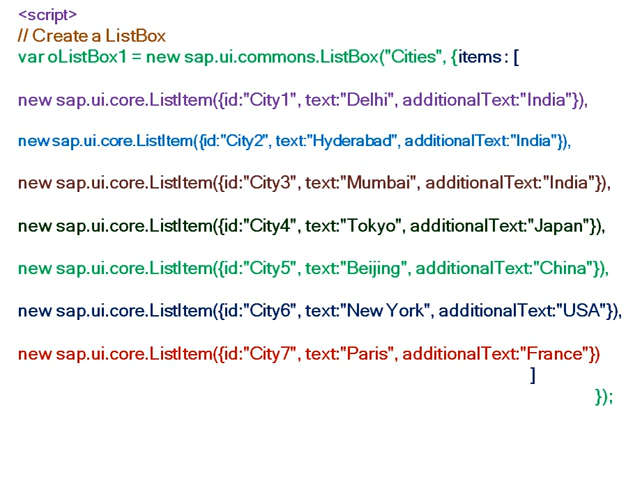 <script>
// Create a ListBox
var oListBox1 = new sap.ui.commons.ListBox("Cities", {items : [
new sap.ui.core.ListItem({id:"City1", text:"Delhi", additionalText:"India"}),
new sap.ui.core.ListItem({id:"City2", text:"Hyderabad", additionalText:"India"}),
new sap.ui.core.ListItem({id:"City3", text:"Mumbai", additionalText:"India"}),
new sap.ui.core.ListItem({id:"City4", text:"Tokyo", additionalText:"Japan"}),
new sap.ui.core.ListItem({id:"City5", text:"Beijing", additionalText:"China"}),
new sap.ui.core.ListItem({id:"City6", text:"New York", additionalText:"USA"}),
new sap.ui.core.ListItem({id:"City7", text:"Paris", additionalText:"France"})
]
});